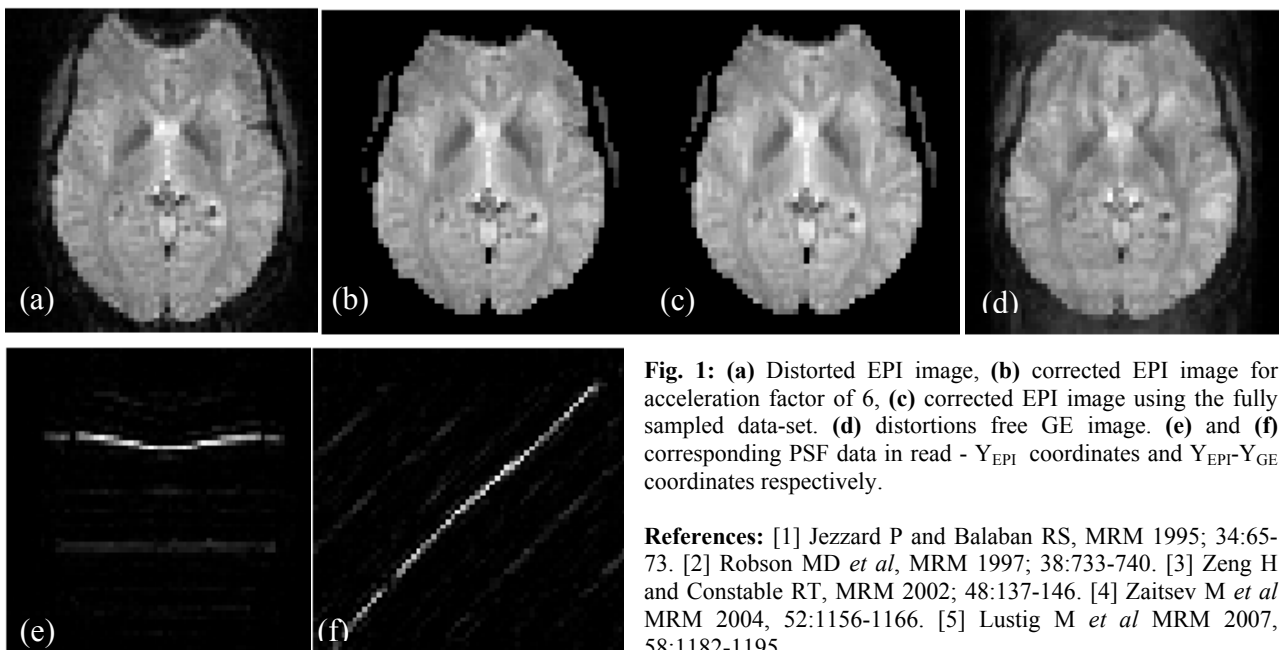 (a)
(b)
(c)
(d)
(e)
(f)
Fig. 1: (a) Distorted EPI image, (b) corrected EPI image for
acceleration factor of 6, (c) corrected EPI image using the fully
sampled data-set. (d) distortions free GE image. (e) and (f)
corresponding PSF data in read - Y_EPI coordinates and Y_EPI-Y_GE
coordinates respectively.
References: [1] Jezzard P and Balaban RS, MRM 1995; 34:65-
73. [2] Robson MD et al, MRM 1997; 38:733-740. [3] Zeng H
and Constable RT, MRM 2002; 48:137-146. [4] Zaitsev M et al
MRM 2004, 52:1156-1166. [5] Lustig M et al MRM 2007,
58:1182-1195